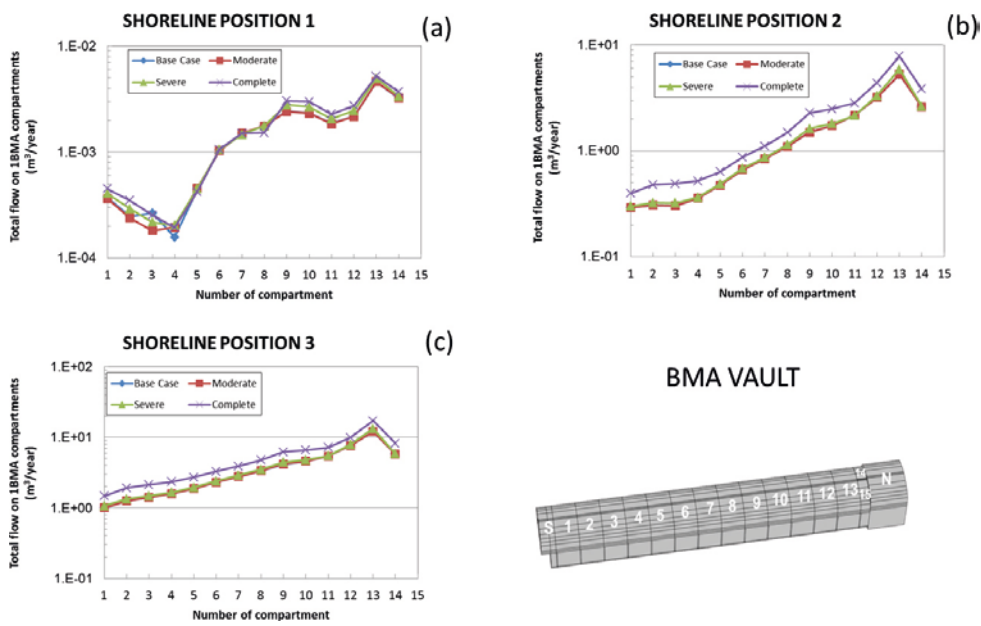 SHORELINE POSITION 1
(a)
Total flow on 1BMA compartments
(m³/year)
1.E-02
1.E-03
1.E-04
Base Case
Moderate
Severe
Complete
1 2 3 4 5 6 7 8 9 10 11 12 13 14 15
Number of compartment
SHORELINE POSITION 2
(b)
Total flow on 1BMA compartments
(m³/year)
1.E+01
1.E+00
1.E-01
Base Case
Moderate
Severe
Complete
1 2 3 4 5 6 7 8 9 10 11 12 13 14 15
Number of compartment
SHORELINE POSITION 3
(c)
Total flow on 1BMA compartments
(m³/year)
1.E+02
1.E+01
1.E+00
1.E-01
Base Case
Moderate
Severe
Complete
1 2 3 4 5 6 7 8 9 10 11 12 13 14 15
Number of compartment
BMA VAULT
S 1 2 3 4 5 6 7 8 9 10 11 12 13 14 15 N